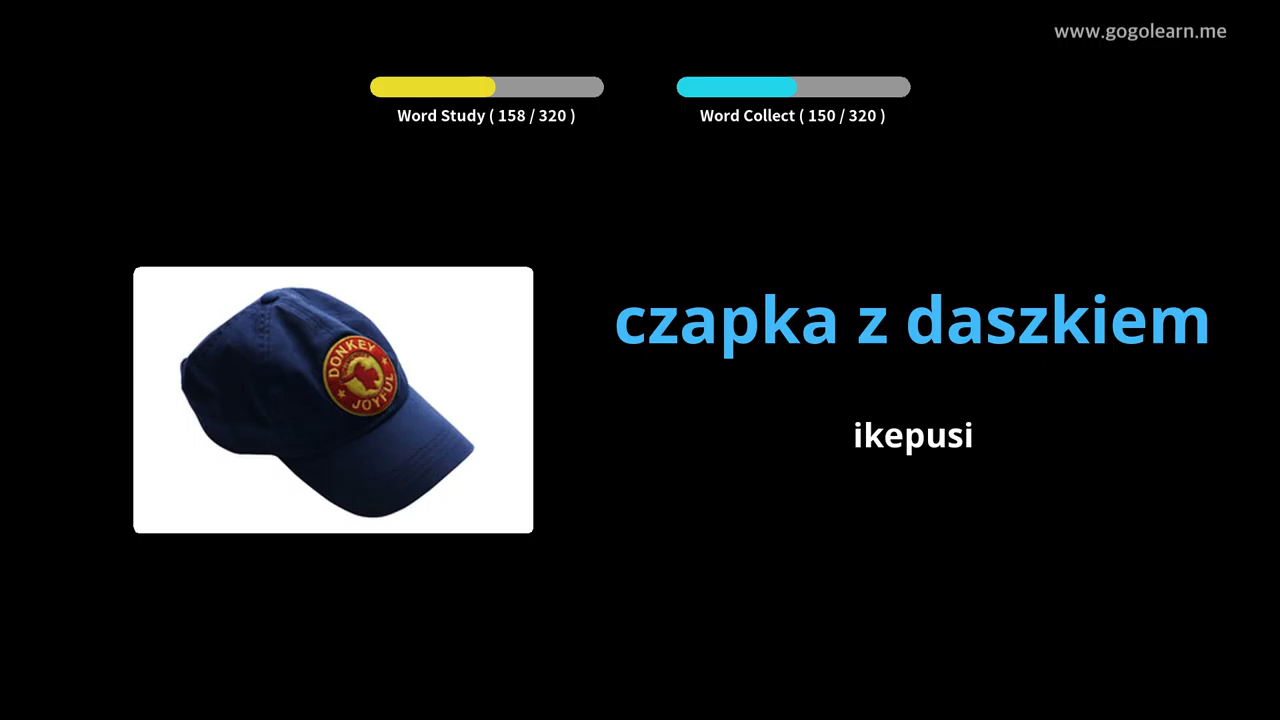 www.gogolearn.me
Word Study ( 158 / 320 )
Word Collect ( 150 / 320 )
czapka z daszkiem
DONKEY
JOYFUL
ikepusi